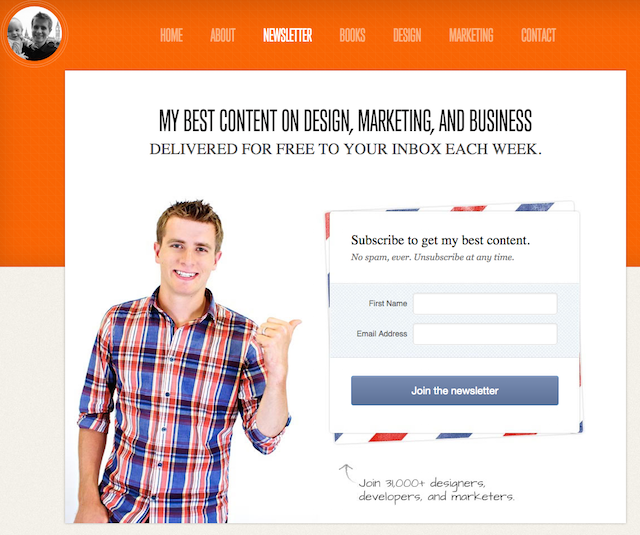 HOME ABOUT NEWSLETTER BOOKS DESIGN MARKETING CONTACT
MY BEST CONTENT ON DESIGN, MARKETING, AND BUSINESS
DELIVERED FOR FREE TO YOUR INBOX EACH WEEK.
Subscribe to get my best content.
No spam, ever. Unsubscribe at any time.
First Name
Email Address
Join the newsletter
Join 31,000+ designers,
developers, and marketers.